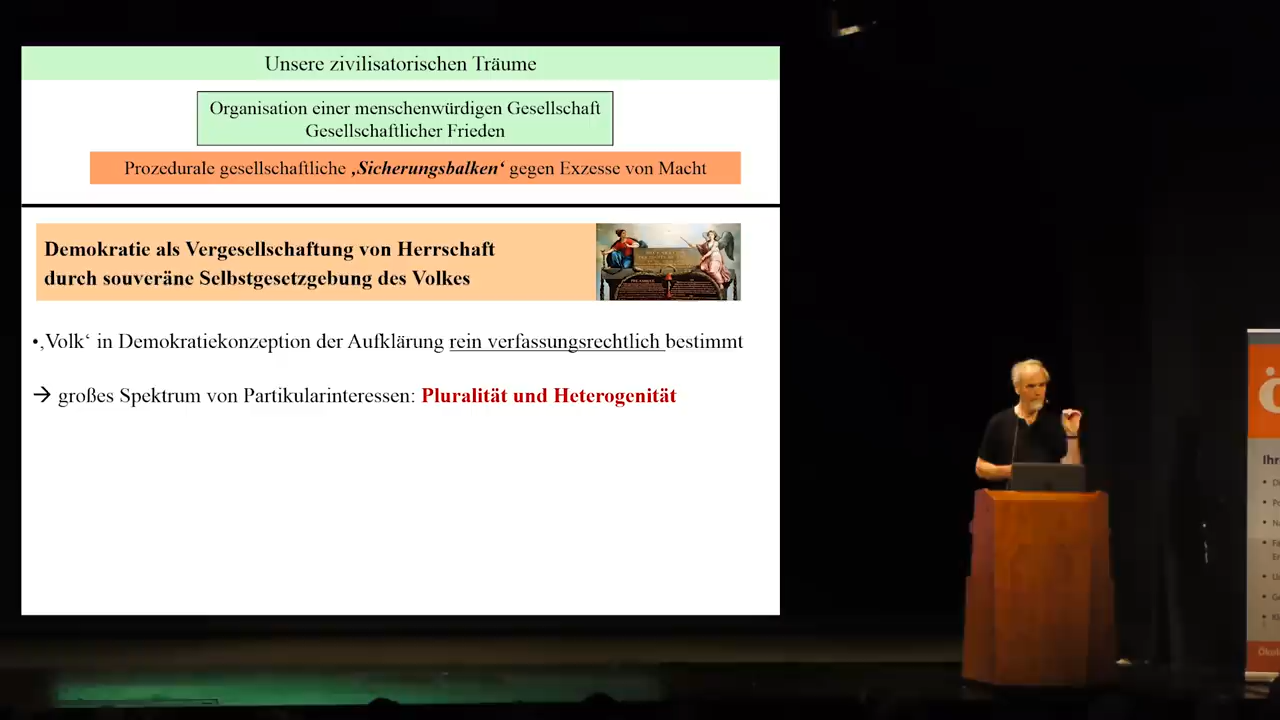 Unsere zivilisatorischen Träume
Organisation einer menschenwürdigen Gesellschaft
Gesellschaftlicher Frieden
Prozedurale gesellschaftliche ‚Sicherungsbalken‘ gegen Exzesse von Macht
Demokratie als Vergesellschaftung von Herrschaft
durch souveräne Selbstgesetzgebung des Volkes
•‚Volk‘ in Demokratiekonzeption der Aufklärung rein verfassungsrechtlich bestimmt
→ großes Spektrum von Partikularinteressen: Pluralität und Heterogenität
Ihr